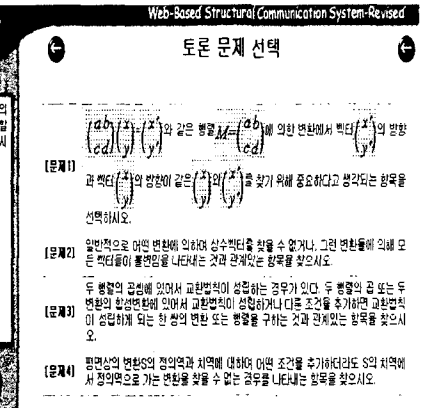 Web-Based Structural Communication System-Revised
토론 문제 선택
(ab cd)(x y)=(x' y')와 같은 행렬 M=(ab cd)에 의한 변환에서 벡터(x y)의 방향
[문제1] 과 벡터(x' y')의 방향이 같은 (x y)와 (x' y')를 찾기 위해 중요하다고 생각되는 항목을
선택하시오.
[문제2] 일반적으로 어떤 변환에 의하여 상수벡터를 찾을 수 없거나, 그런 변환들에 의해 모
든 벡터들이 불변임을 나타내는 것과 관계있는 항목을 찾으시오.
두 행렬의 곱셈에 있어서 교환법칙이 성립하는 경우가 있다. 두 행렬의 곱 또는 두
[문제3] 변환의 합성변환에 있어서 교환법칙이 성립하거나 다른 조건을 추가하면 교환법칙
이 성립하게 되는 한 쌍의 변환 또는 행렬을 구하는 것과 관계있는 항목을 찾으시
오.
[문제4] 평면상의 변환S의 정의역과 치역에 대하여 어떤 조건을 추가하더라도 S의 치역에
서 정의역으로 가는 변환을 찾을 수 없는 경우를 나타내는 항목을 찾으시오.